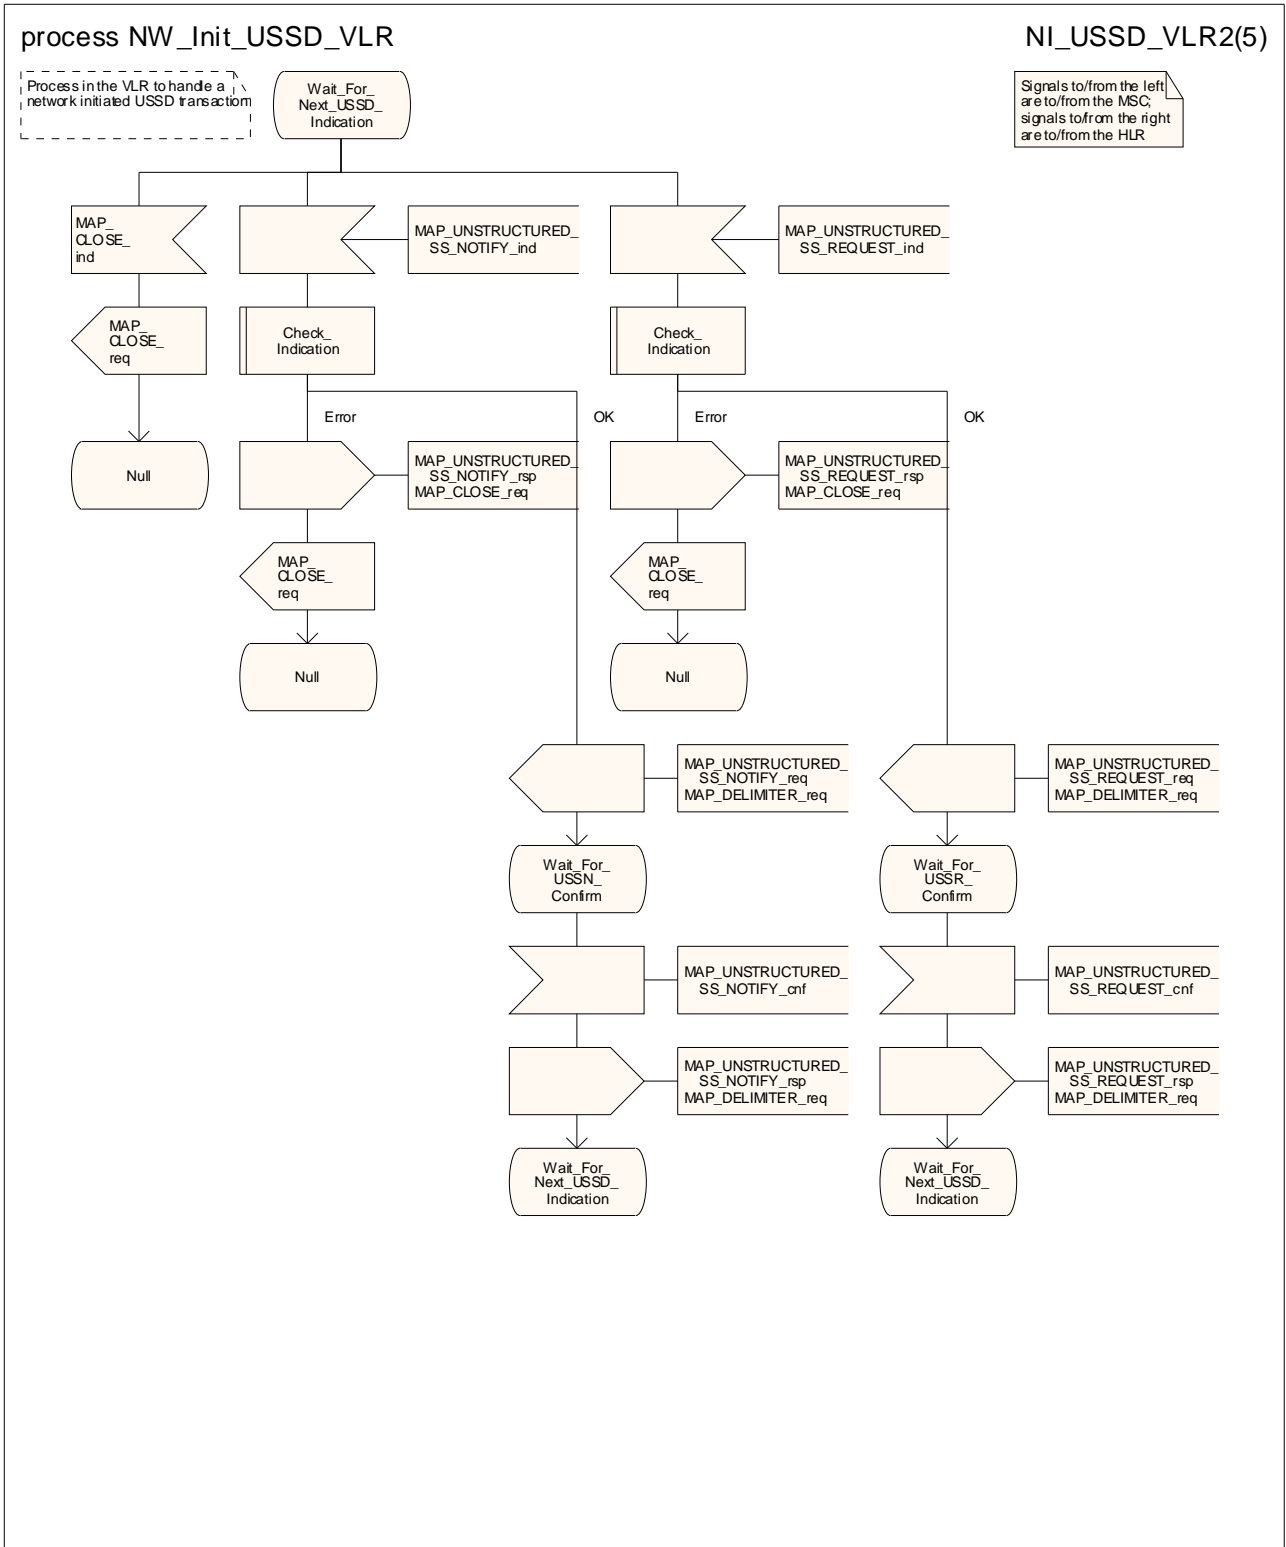 process NW_Init_USSD_VLR
NI_USSD_VLR2(5)
Process in the VLR to handle a
network initiated USSD transaction
Wait_For_
Next_USSD_
Indication
Signals to/from the left
are to/from the MSC;
signals to/from the right
are to/from the HLR
MAP_
CLOSE_
ind
MAP_UNSTRUCTURED_
SS_NOTIFY_ind
MAP_UNSTRUCTURED_
SS_REQUEST_ind
MAP_
CLOSE_
req
Check_
Indication
Check_
Indication
Error
OK
Error
OK
Null
MAP_UNSTRUCTURED_
SS_NOTIFY_rsp
MAP_CLOSE_req
MAP_UNSTRUCTURED_
SS_REQUEST_rsp
MAP_CLOSE_req
MAP_
CLOSE_
req
MAP_
CLOSE_
req
Null
Null
MAP_UNSTRUCTURED_
SS_NOTIFY_req
MAP_DELIMITER_req
MAP_UNSTRUCTURED_
SS_REQUEST_req
MAP_DELIMITER_req
Wait_For_
USSN_
Confirm
Wait_For_
USSR_
Confirm
MAP_UNSTRUCTURED_
SS_NOTIFY_cnf
MAP_UNSTRUCTURED_
SS_REQUEST_cnf
MAP_UNSTRUCTURED_
SS_NOTIFY_rsp
MAP_DELIMITER_req
MAP_UNSTRUCTURED_
SS_REQUEST_rsp
MAP_DELIMITER_req
Wait_For_
Next_USSD_
Indication
Wait_For_
Next_USSD_
Indication